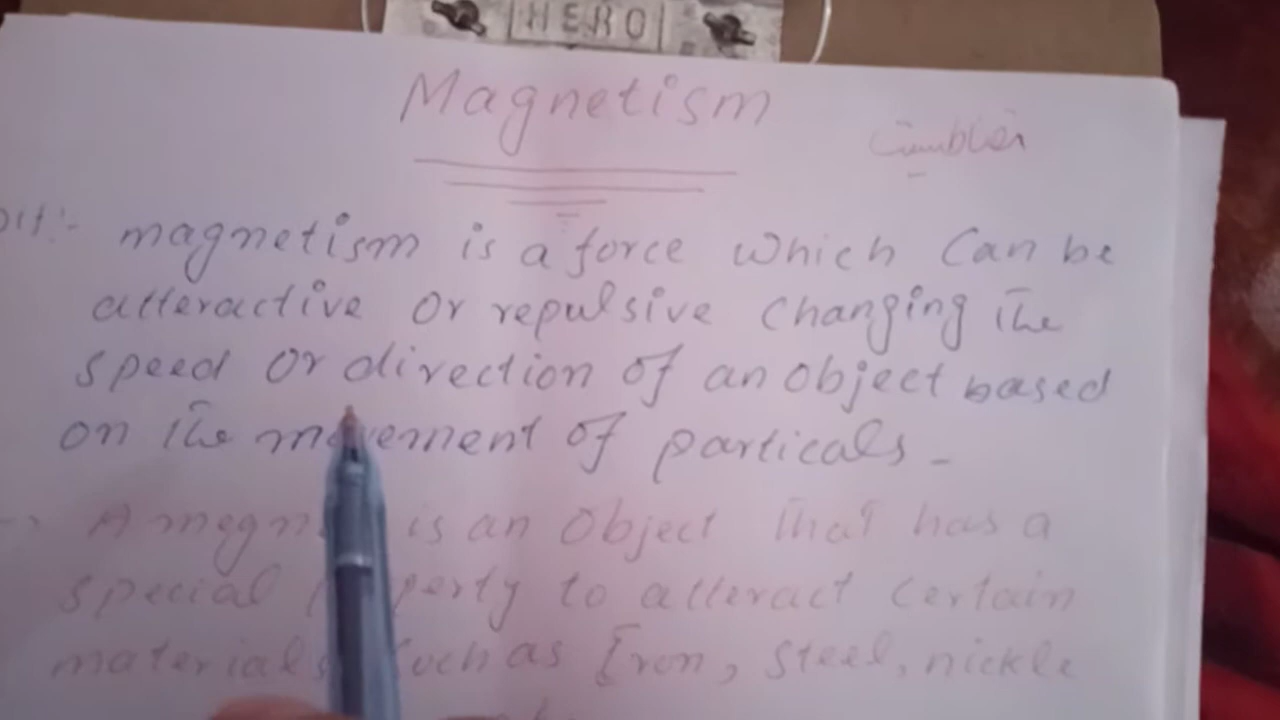 HERO
Magnetism
magnetism is a force which can be
atteractive or repulsive changing The
speed or direction of an object based
on The movement of particals -
is an object That has a
special to atteract certain
materials as Iron, Steel, nickle